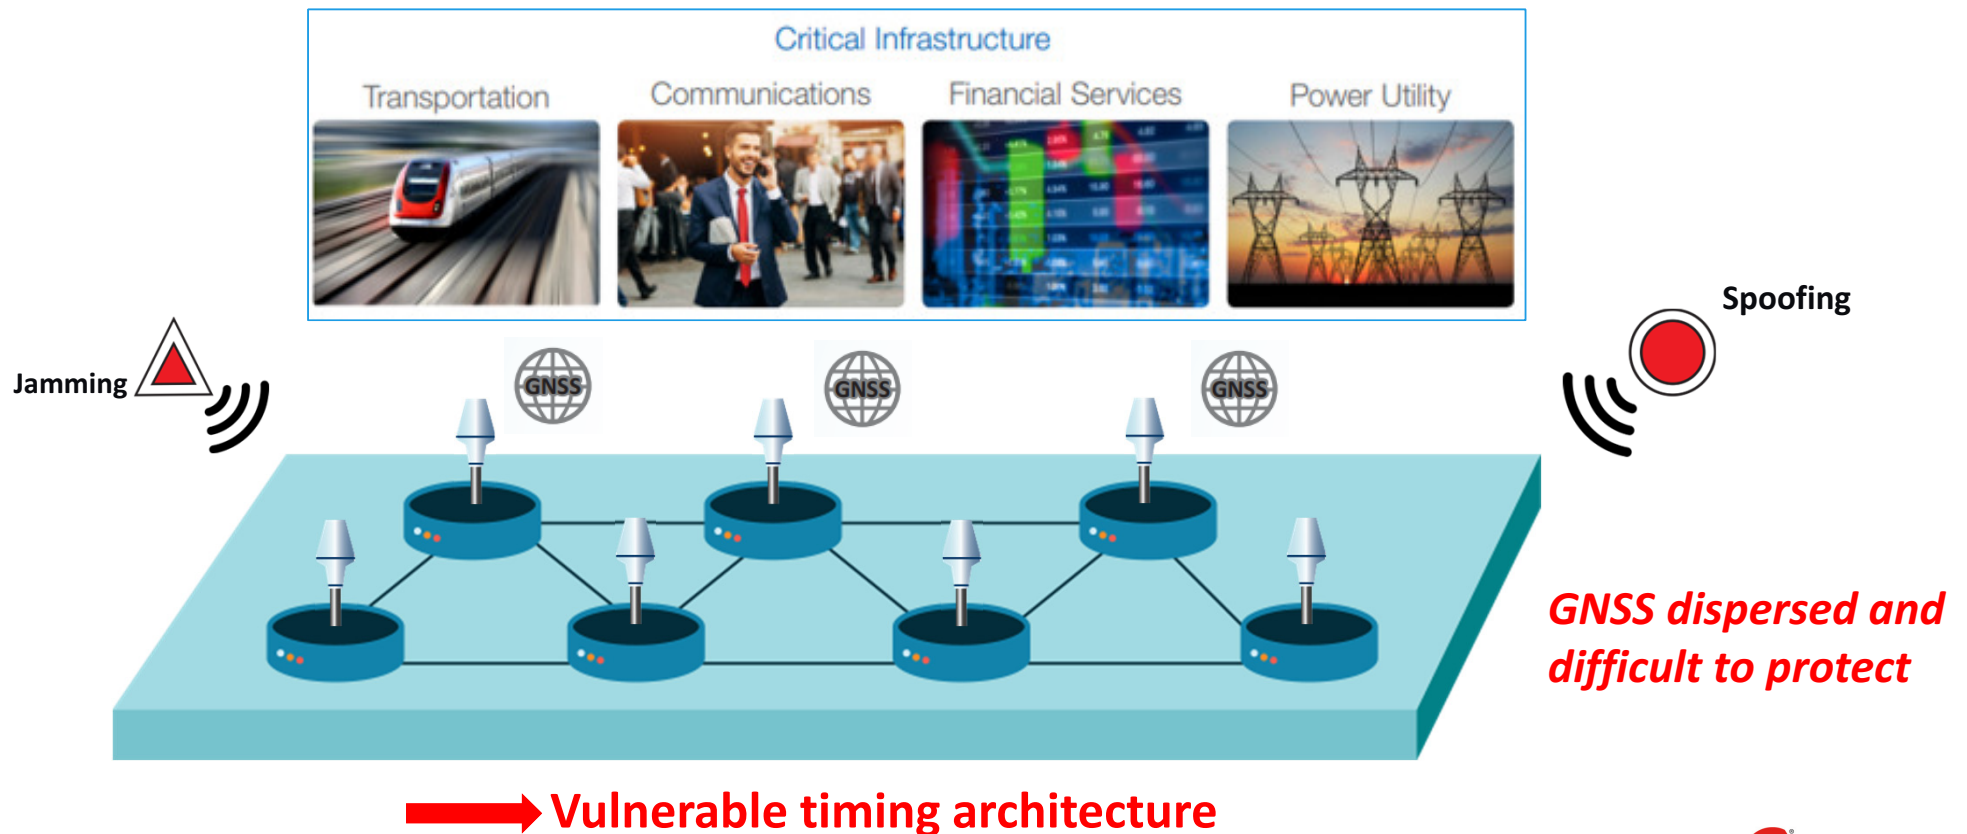 Critical Infrastructure
Transportation
Communications
Financial Services
Power Utility
Spoofing
Jamming
GNSS
GNSS
GNSS
GNSS dispersed and
difficult to protect
Vulnerable timing architecture